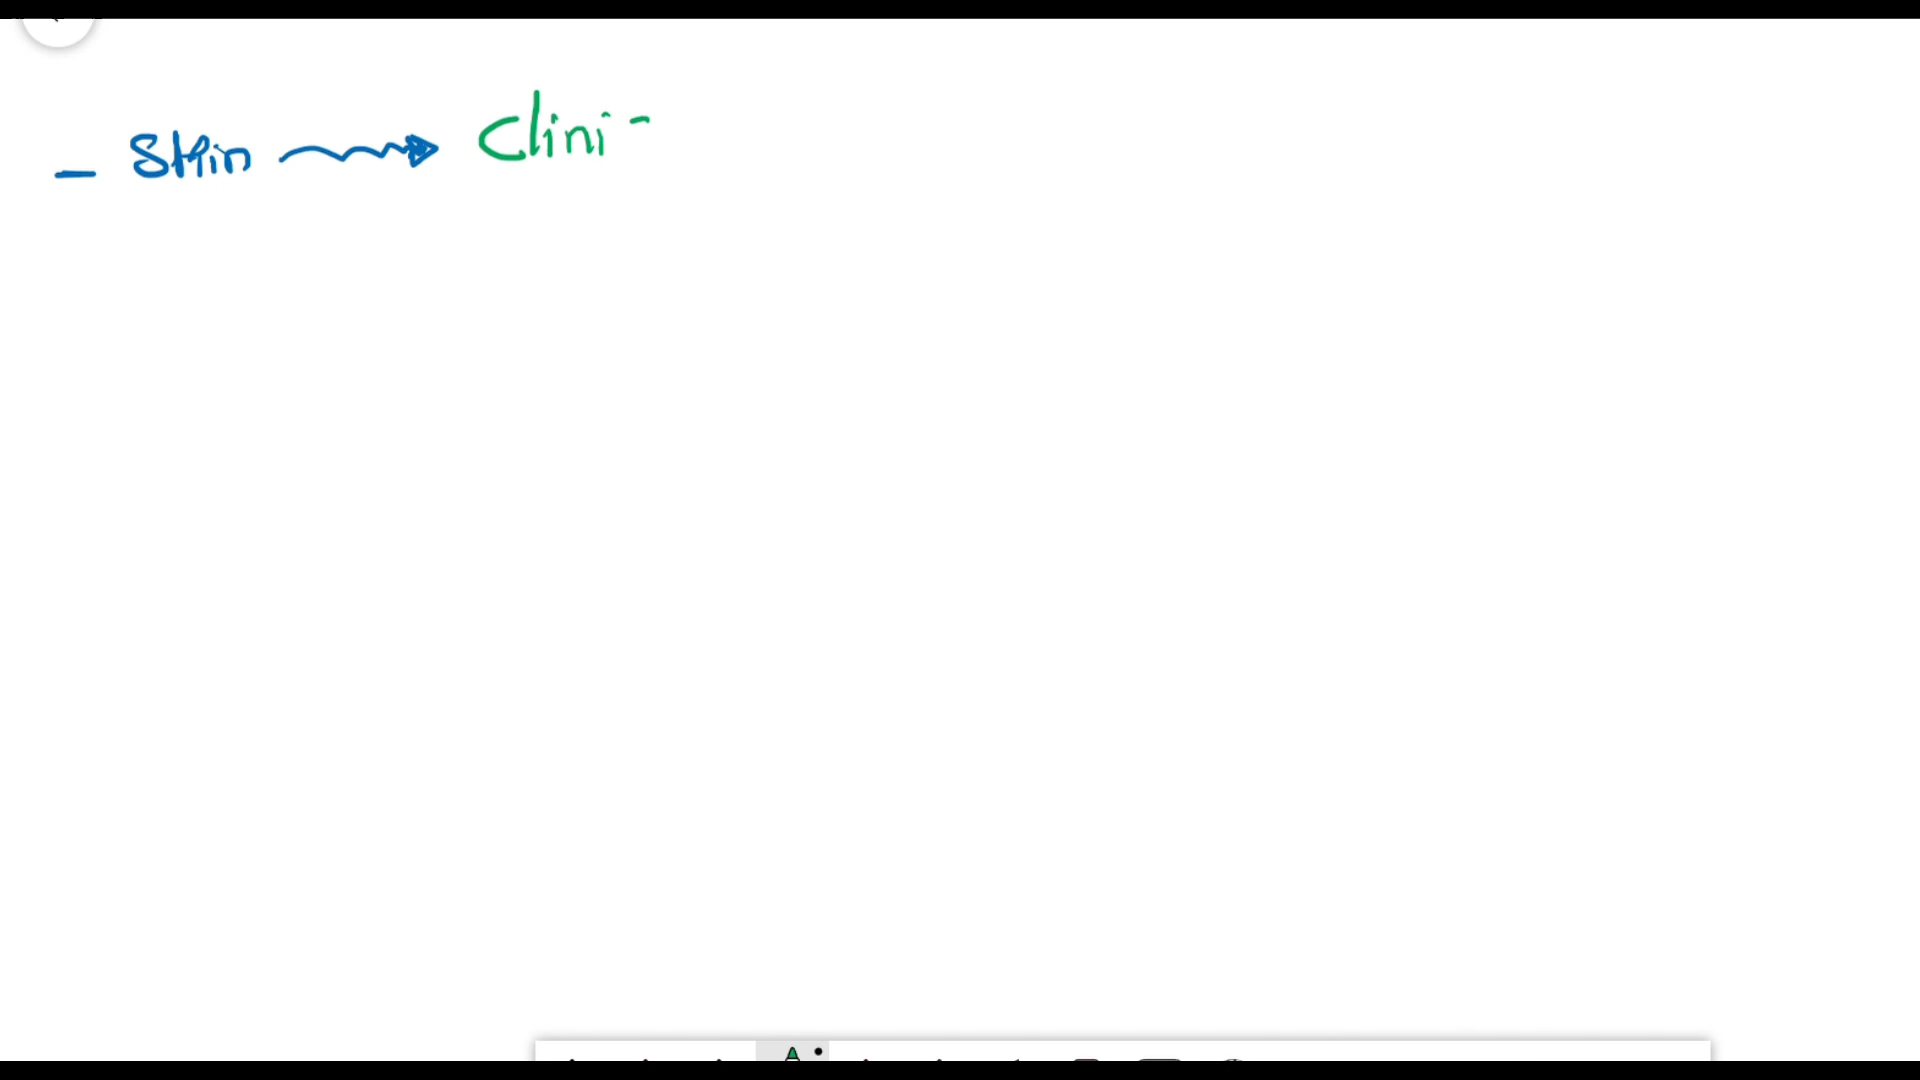 - Skin → Clini -